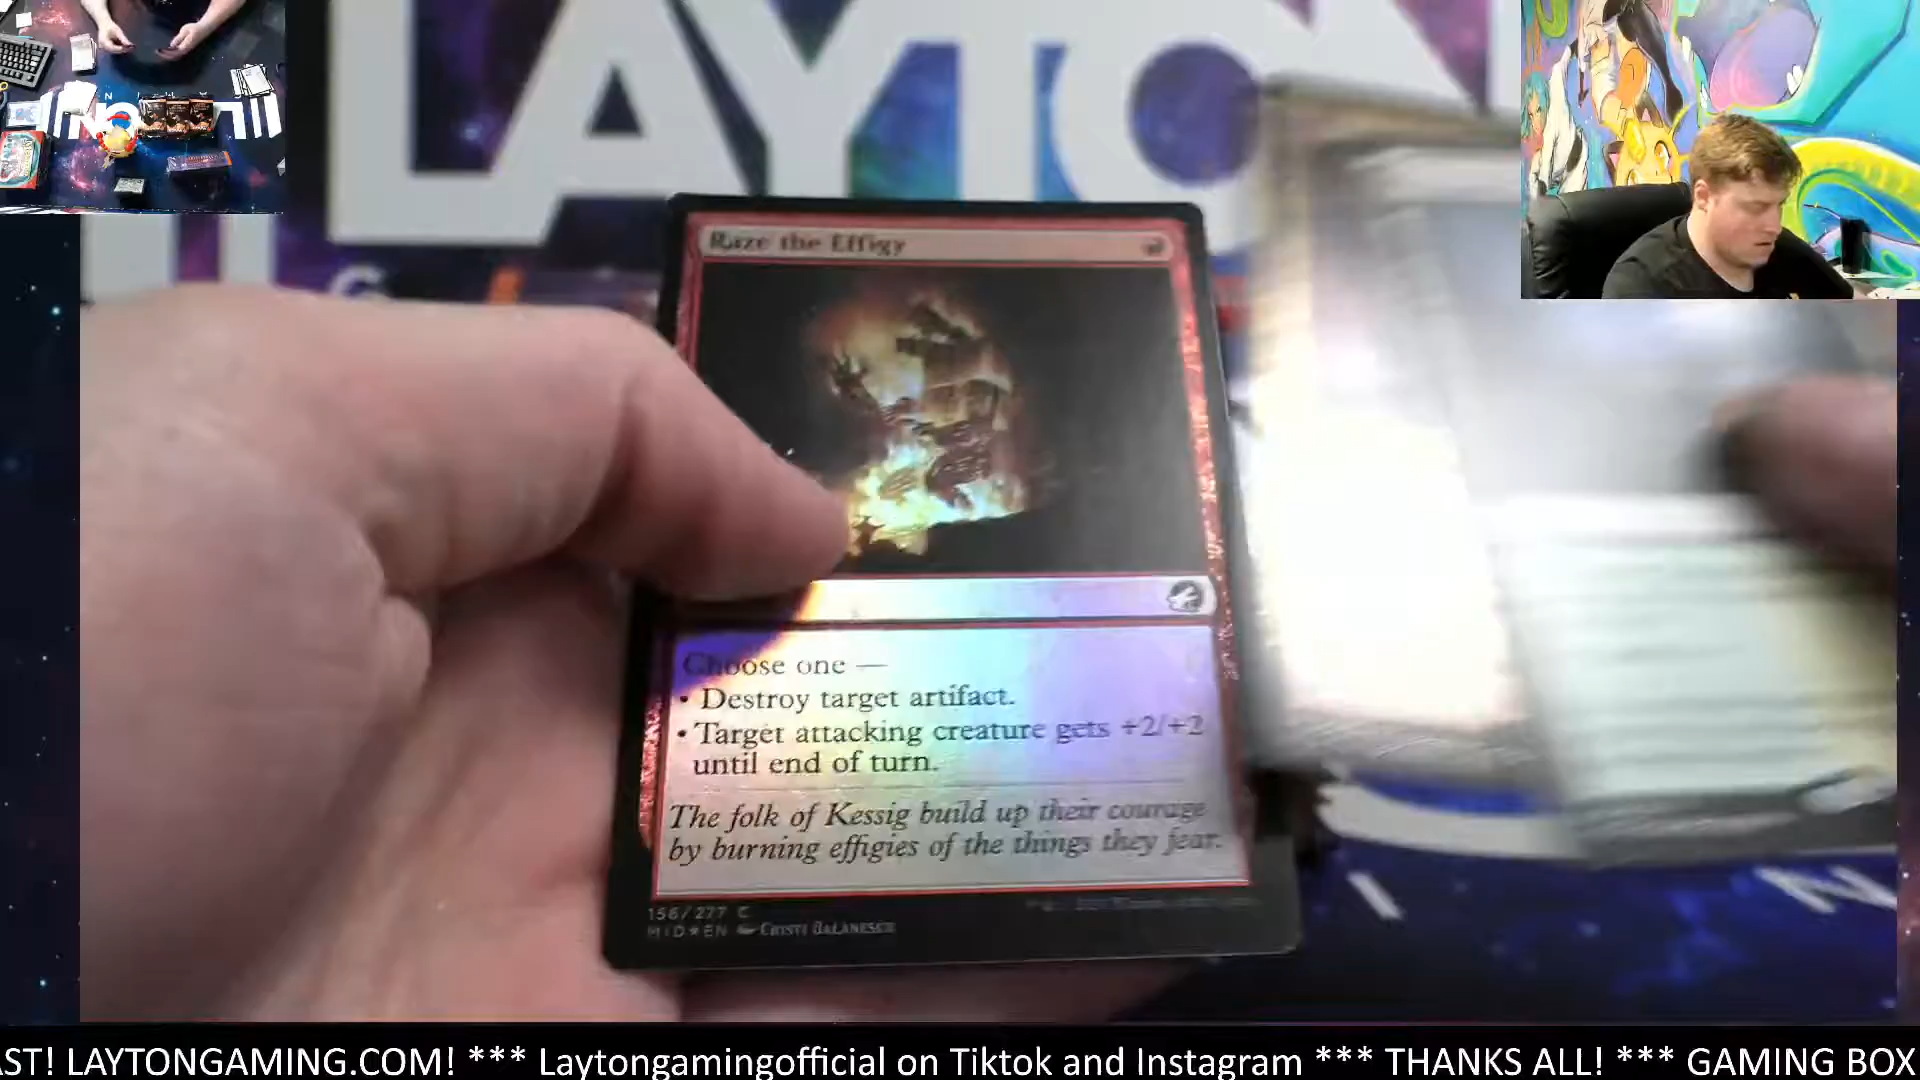 LAYTO
Raze the Effigy
Choose one —
• Destroy target artifact.
• Target attacking creature gets +2/+2
until end of turn.
The folk of Kessig build up their courage
by burning effigies of the things they fear.
156/277 C
MID★EN Cristi Balanescu
AST! LAYTONGAMING.COM! *** Laytongamingofficial on Tiktok and Instagram *** THANKS ALL! *** GAMING BOX